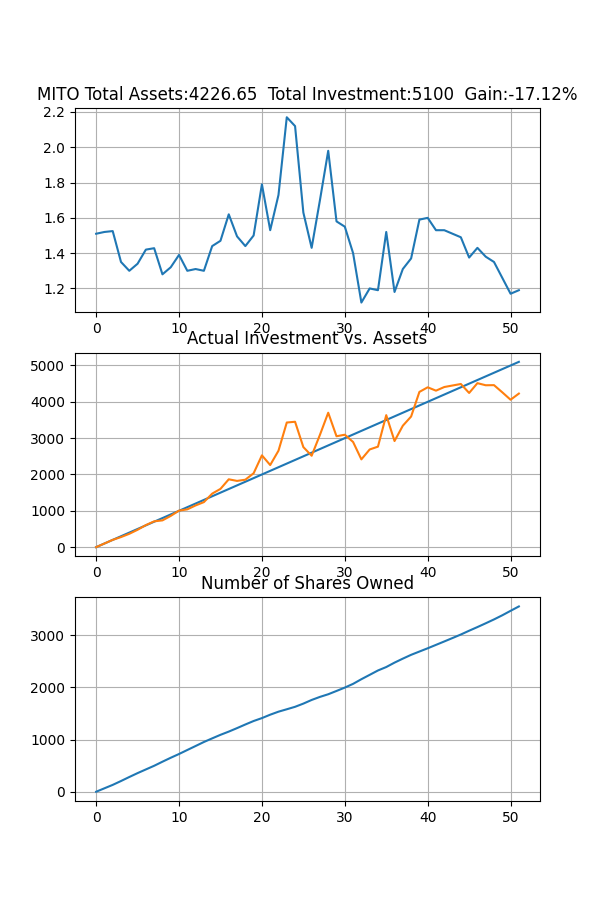 MITO Total Assets:4226.65  Total Investment:5100  Gain:-17.12%
2.2
2.0
1.8
1.6
1.4
1.2
0 10 20 30 40 50
Actual Investment vs. Assets
5000
4000
3000
2000
1000
0
0 10 20 30 40 50
Number of Shares Owned
3000
2000
1000
0
0 10 20 30 40 50